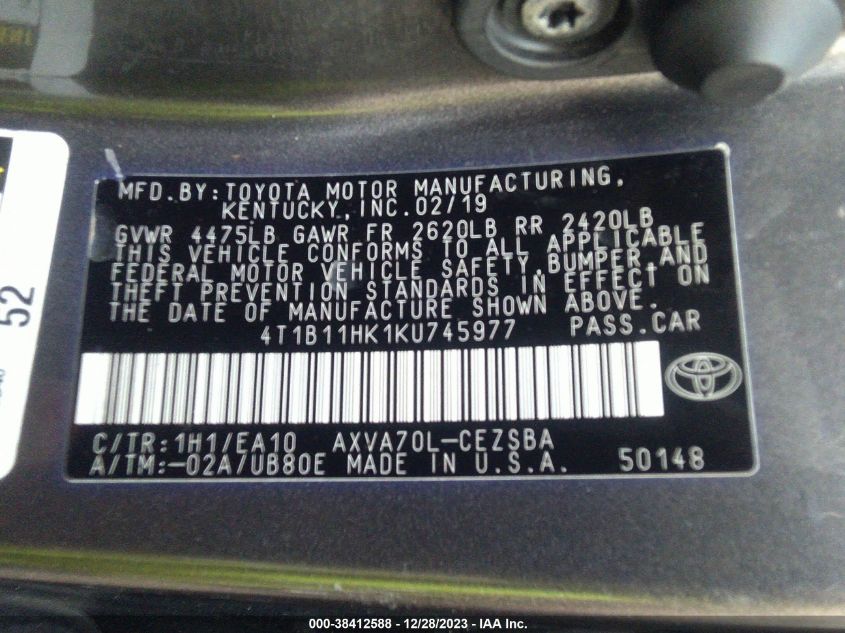 MFD.BY:TOYOTA MOTOR MANUFACTURING,
KENTUCKY,INC.02/19
GVWR 4475LB GAWR FR 2620LB RR 2420LB
THIS VEHICLE CONFORMS TO ALL APPLICABLE
FEDERAL MOTOR VEHICLE SAFETY,BUMPER,AND
THEFT PREVENTION STANDARDS IN EFFECT ON
THE DATE OF MANUFACTURE SHOWN ABOVE.
4T1B11HK1KU745977 PASS.CAR
C/TR:1H1/EA10 AXVA70L-CEZSBA
A/TM:-02A/UB80E MADE IN U.S.A. 50148
52
000-38412588 - 12/28/2023 - IAA Inc.